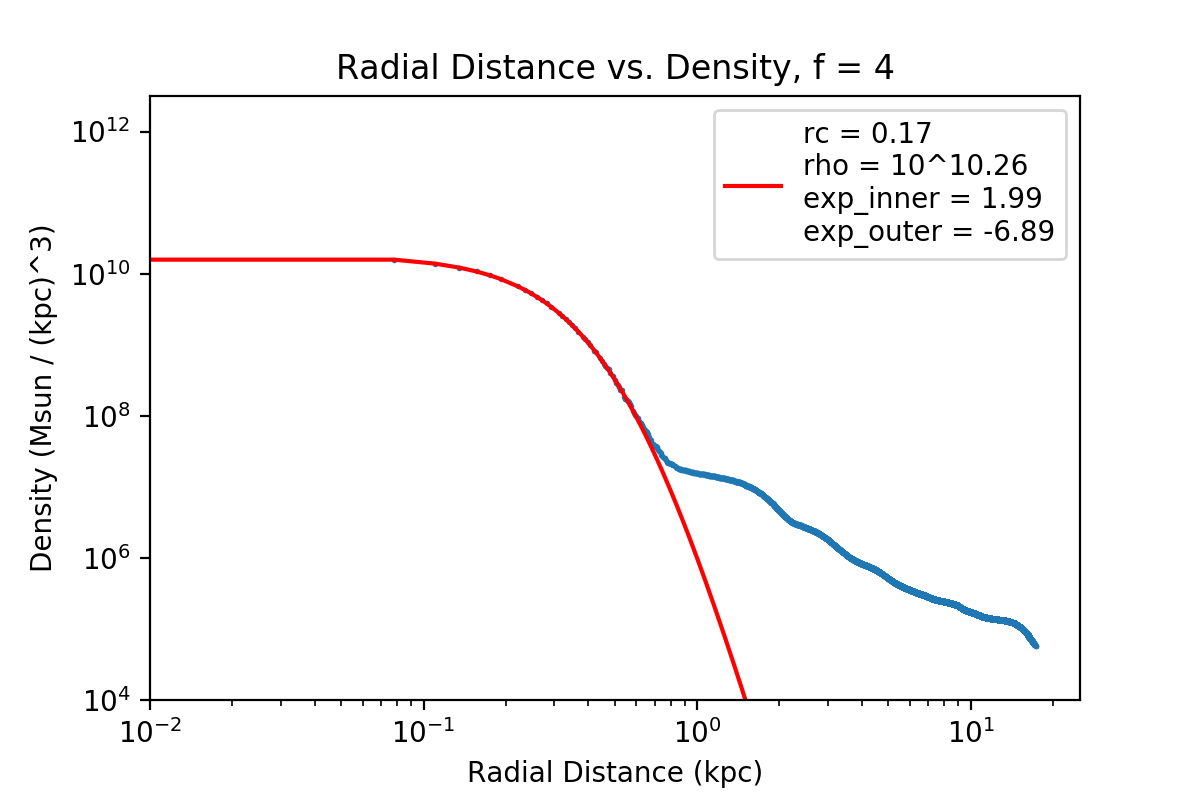 Radial Distance vs. Density, f = 4
10^12
10^10
10^8
10^6
10^4
Density (Msun / (kpc)^3)
rc = 0.17
rho = 10^10.26
exp_inner = 1.99
exp_outer = -6.89
10^-2
10^-1
10^0
10^1
Radial Distance (kpc)